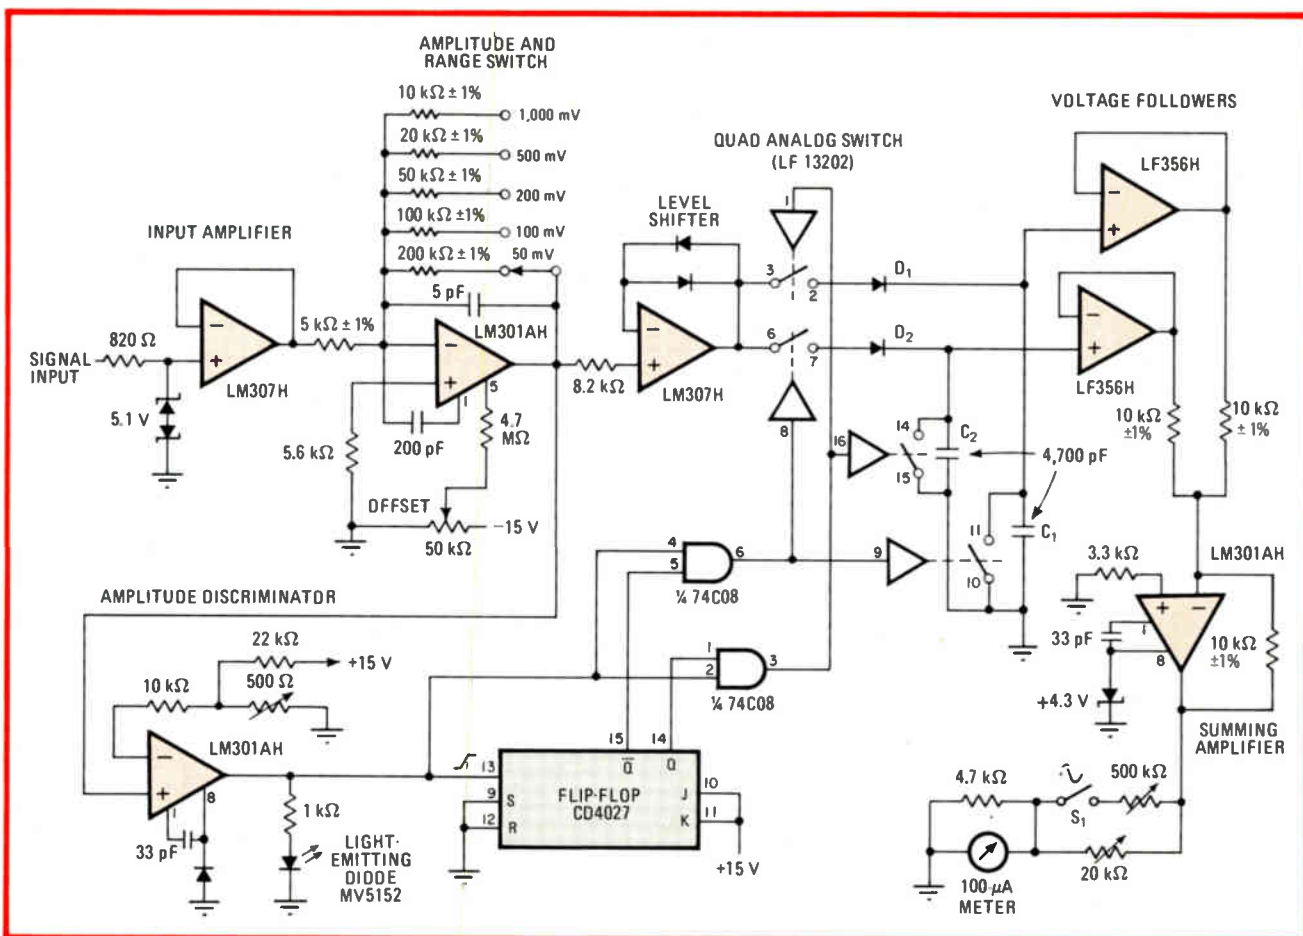 AMPLITUDE AND
RANGE SWITCH
10 kΩ ± 1%
1,000 mV
20 kΩ ± 1%
500 mV
50 kΩ ± 1%
200 mV
100 kΩ ±1%
100 mV
200 kΩ ± 1%
50 mV
5 pF
INPUT AMPLIFIER
SIGNAL
INPUT
820 Ω
5.1 V
−
+
LM307H
5 kΩ ± 1%
−
+
LM301AH
5
1
200 pF
4.7
MΩ
5.6 kΩ
OFFSET
50 kΩ
−15 V
8.2 kΩ
LEVEL
SHIFTER
−
+
LM307H
QUAD ANALOG SWITCH
(LF 13202)
1
3
2
6
7
8
D1
D2
VOLTAGE FOLLOWERS
LF356H
−
+
−
+
LF356H
10 kΩ
±1%
10 kΩ
± 1%
16
14
15
C2
4,700 pF
9
11
10
C1
4
5
6
¼ 74C08
1
2
3
¼ 74C08
LM301AH
3.3 kΩ
+
−
33 pF
1
8
10 kΩ
±1%
+4.3 V
SUMMING
AMPLIFIER
4.7 kΩ
S1
500 kΩ
20 kΩ
100-μA
METER
AMPLITUDE DISCRIMINATOR
22 kΩ
+15 V
10 kΩ
500 Ω
LM301AH
−
+
8
1
33 pF
1 kΩ
LIGHT-
EMITTING
DIODE
MV5152
15
14
Q̅
Q
13
9
S
12
R
FLIP-FLOP
CD4027
J
10
K
11
+15 V